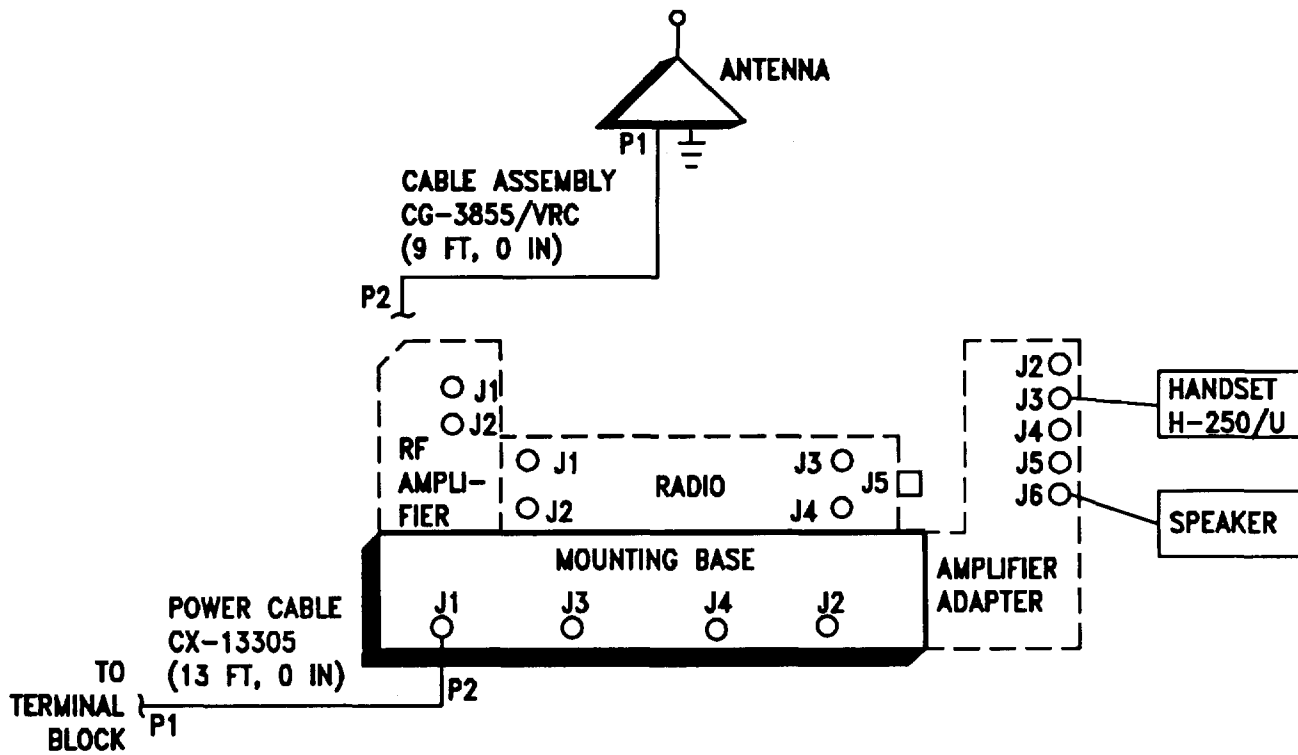 ANTENNA
P1
CABLE ASSEMBLY
CG-3855/VRC
(9 FT, 0 IN)
P2
J1
J2
RF
AMPLI-
FIER
J1
J2
RADIO
J3
J4
J5
J2
J3
J4
J5
J6
HANDSET
H-250/U
SPEAKER
MOUNTING BASE
J1
J3
J4
J2
AMPLIFIER
ADAPTER
POWER CABLE
CX-13305
(13 FT, 0 IN)
P2
TO
TERMINAL
BLOCK
P1